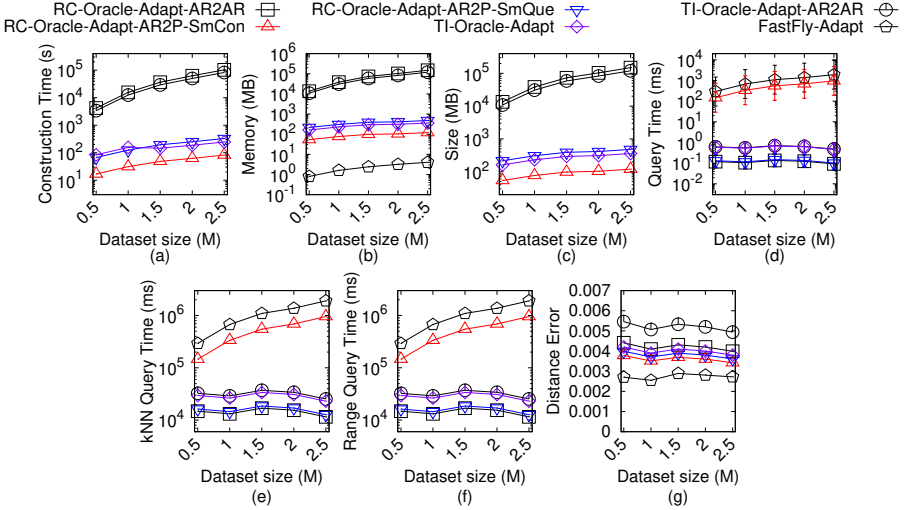 RC-Oracle-Adapt-AR2AR
RC-Oracle-Adapt-AR2P-SmQue
TI-Oracle-Adapt-AR2AR
RC-Oracle-Adapt-AR2P-SmCon
TI-Oracle-Adapt
FastFly-Adapt
Construction Time (s)
10^5
10^4
10^3
10^2
10^1
0.5 1 1.5 2 2.5
Dataset size (M)
(a)
Memory (MB)
10^6
10^5
10^4
10^3
10^2
10^1
10^0
10^-1
0.5 1 1.5 2 2.5
Dataset size (M)
(b)
Size (MB)
10^5
10^4
10^3
10^2
0.5 1 1.5 2 2.5
Dataset size (M)
(c)
Query Time (ms)
10^4
10^3
10^2
10^1
10^0
10^-1
10^-2
0.5 1 1.5 2 2.5
Dataset size (M)
(d)
kNN Query Time (ms)
10^6
10^5
10^4
0.5 1 1.5 2 2.5
Dataset size (M)
(e)
Range Query Time (ms)
10^6
10^5
10^4
0.5 1 1.5 2 2.5
Dataset size (M)
(f)
Distance Error
0.007
0.006
0.005
0.004
0.003
0.002
0.001
0
0.5 1 1.5 2 2.5
Dataset size (M)
(g)